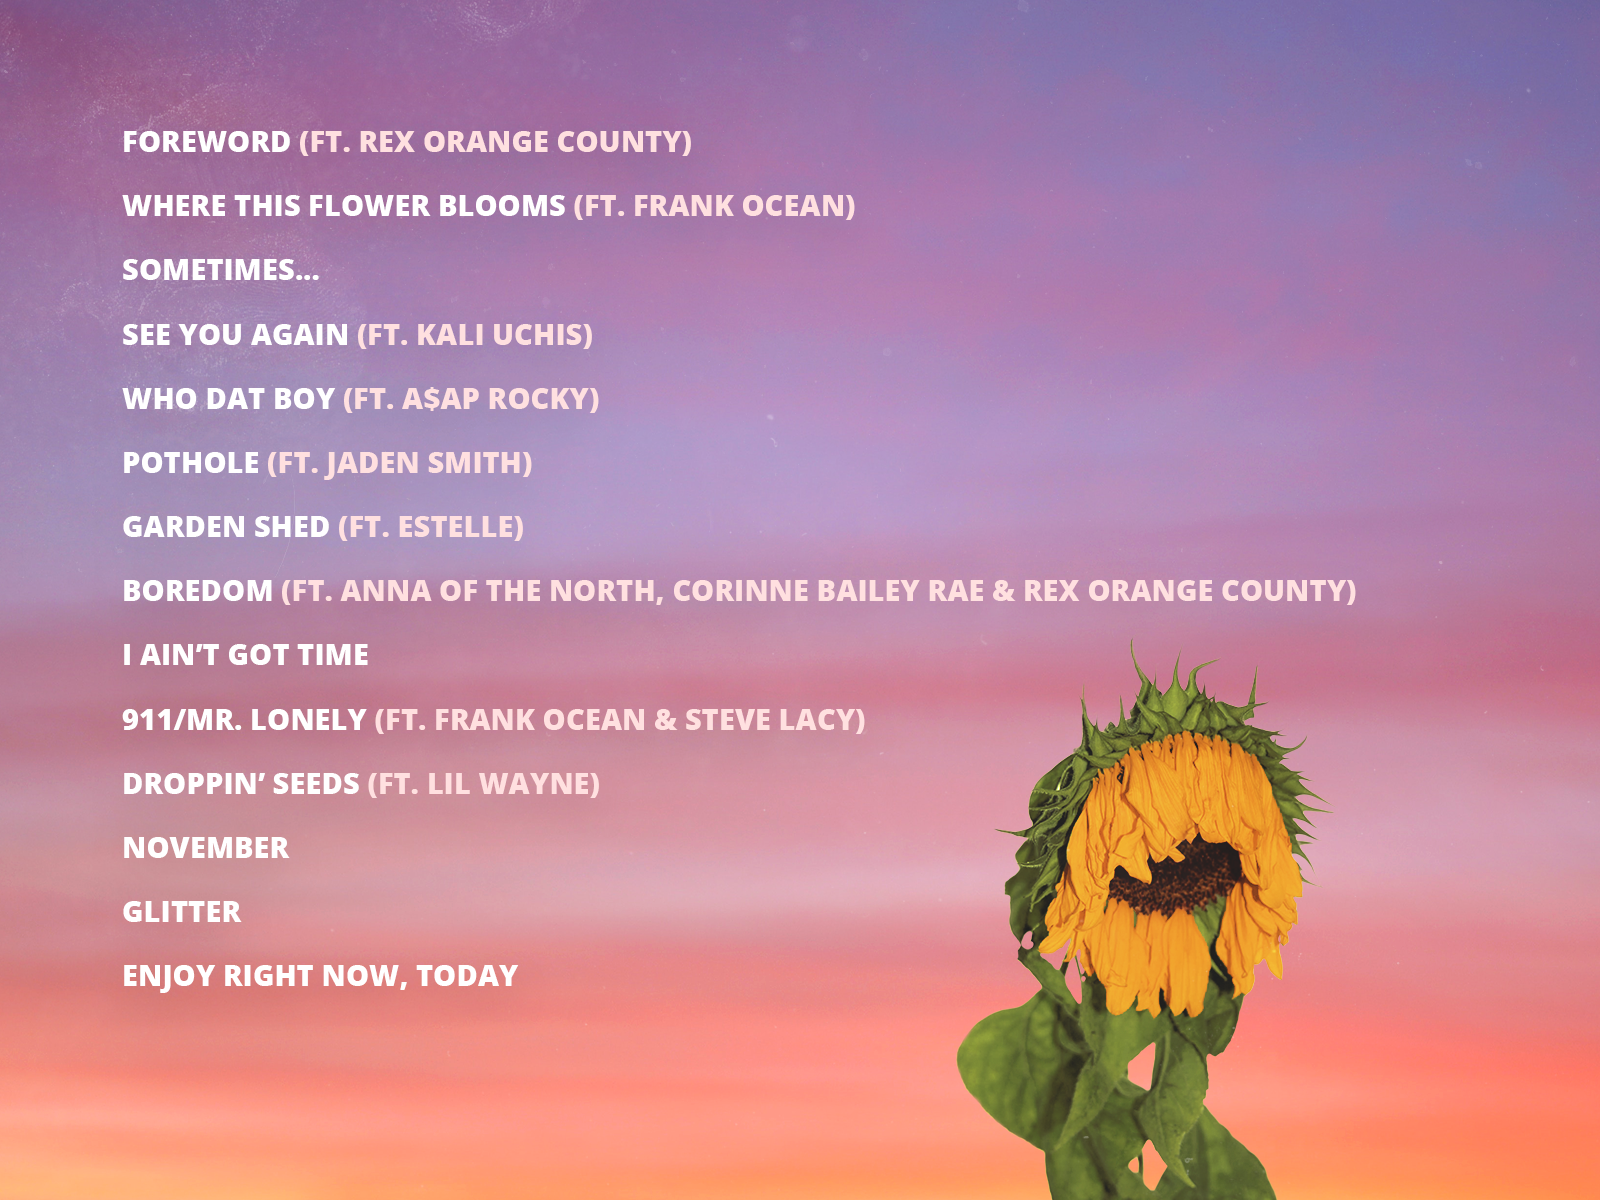 FOREWORD (FT. REX ORANGE COUNTY)
WHERE THIS FLOWER BLOOMS (FT. FRANK OCEAN)
SOMETIMES...
SEE YOU AGAIN (FT. KALI UCHIS)
WHO DAT BOY (FT. A$AP ROCKY)
POTHOLE (FT. JADEN SMITH)
GARDEN SHED (FT. ESTELLE)
BOREDOM (FT. ANNA OF THE NORTH, CORINNE BAILEY RAE & REX ORANGE COUNTY)
I AIN’T GOT TIME
911/MR. LONELY (FT. FRANK OCEAN & STEVE LACY)
DROPPIN’ SEEDS (FT. LIL WAYNE)
NOVEMBER
GLITTER
ENJOY RIGHT NOW, TODAY